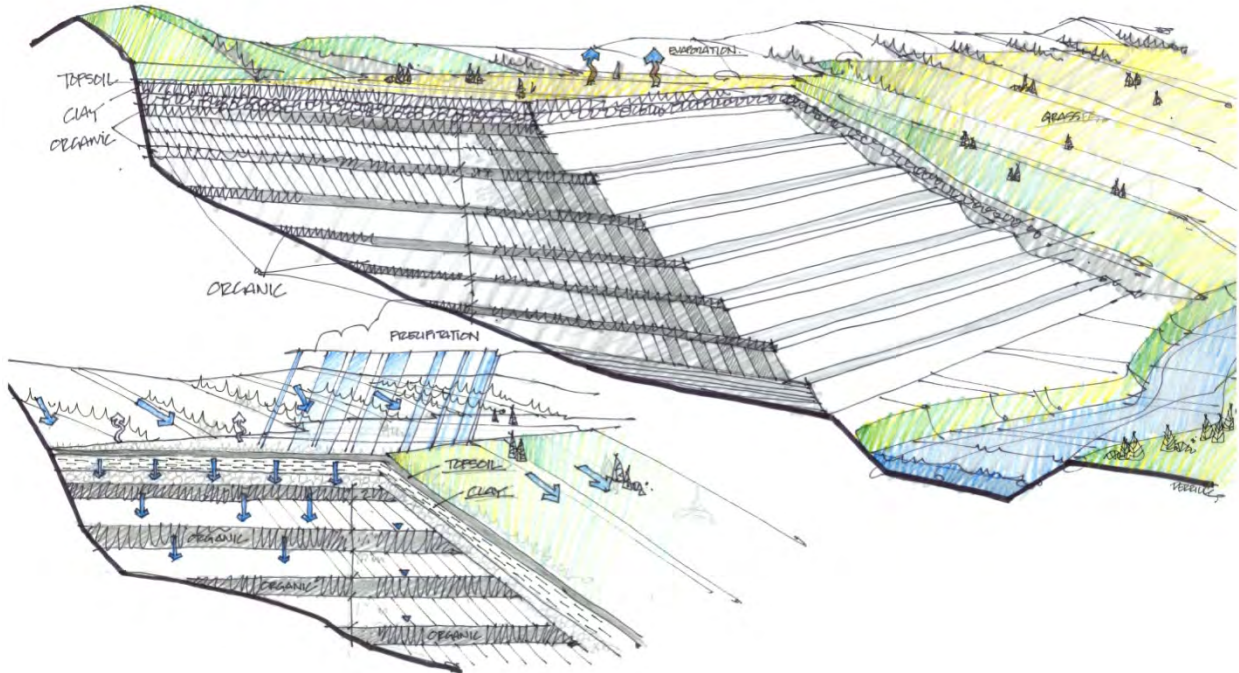 EVAPORATION
TOPSOIL
CLAY
ORGANIC
GRASS
ORGANIC
PRECIPITATION
TOPSOIL
CLAY
ORGANIC
ORGANIC
ORGANIC